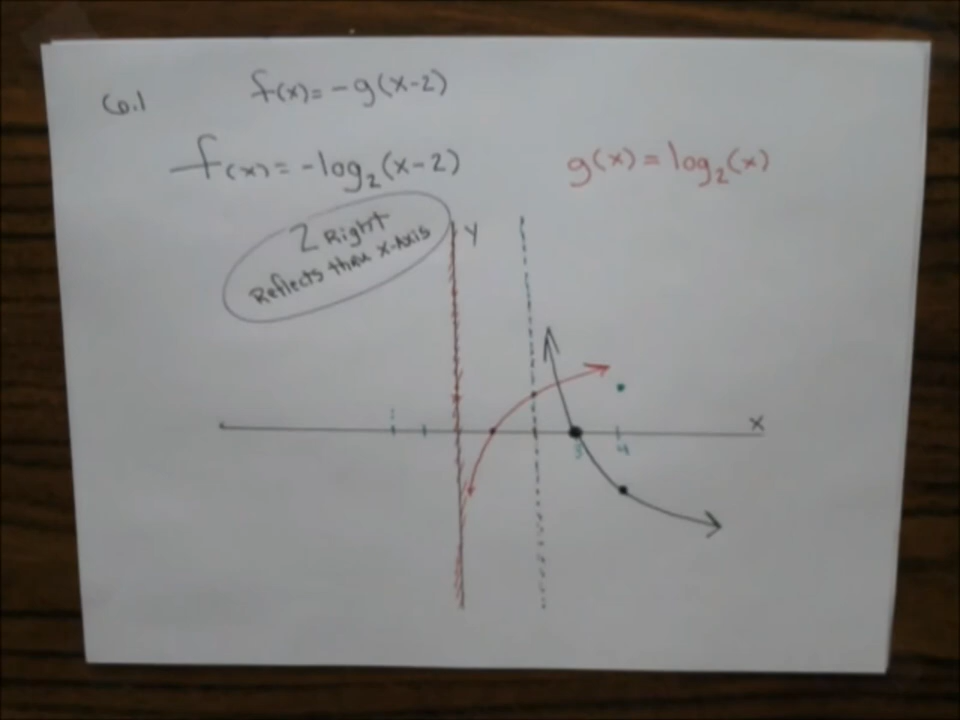 6.1
f(x) = -g(x-2)
f(x) = -log₂(x-2)
g(x) = log₂(x)
2 Right
Reflects thru X-Axis
y
x
3
4